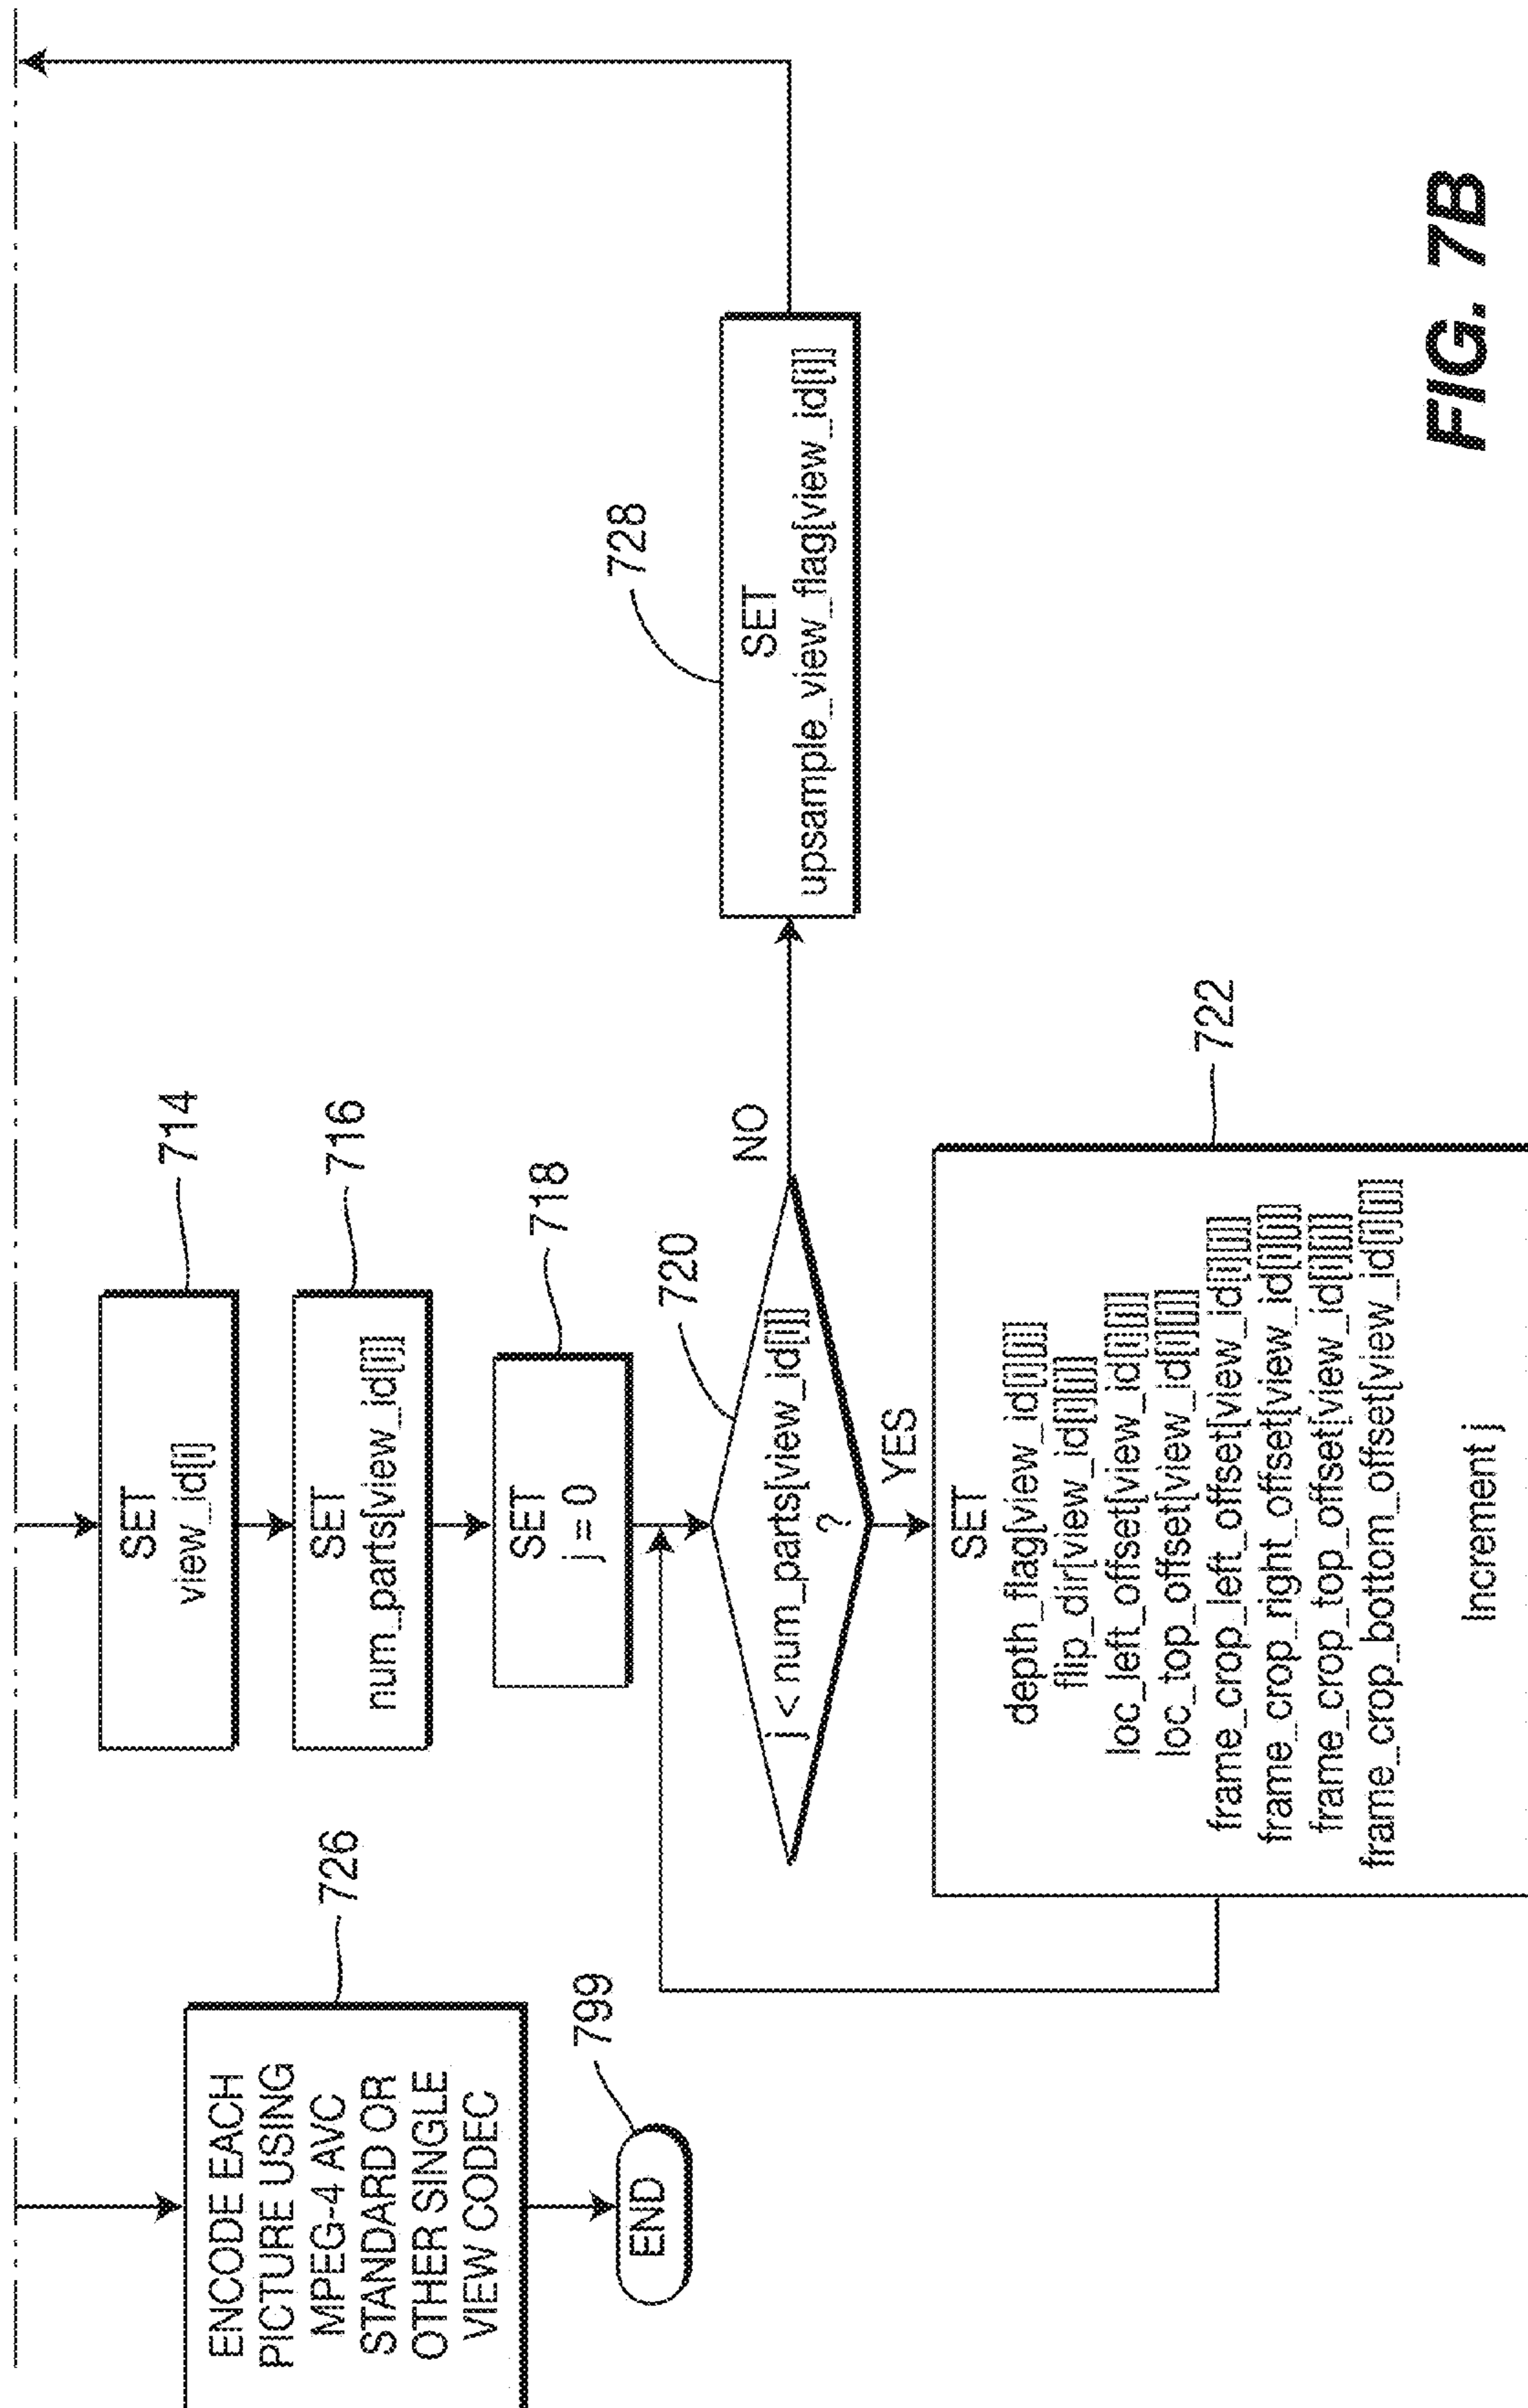 714
SET
view_id[i]
716
SET
num_parts[view_id[i]]
718
SET
j = 0
720
j < num_parts[view_id[i]]
?
NO
YES
728
SET
upsample_view_flag[view_id[i]]
722
SET
depth_flag[view_id[i]][j]
flip_dir[view_id[i]][j]
loc_left_offset[view_id[i]][j]
loc_top_offset[view_id[i]][j]
frame_crop_left_offset[view_id[i]][j]
frame_crop_right_offset[view_id[i]][j]
frame_crop_top_offset[view_id[i]][j]
frame_crop_bottom_offset[view_id[i]][j]
Increment j
726
ENCODE EACH
PICTURE USING
MPEG-4 AVC
STANDARD OR
OTHER SINGLE
VIEW CODEC
799
END
FIG. 7B